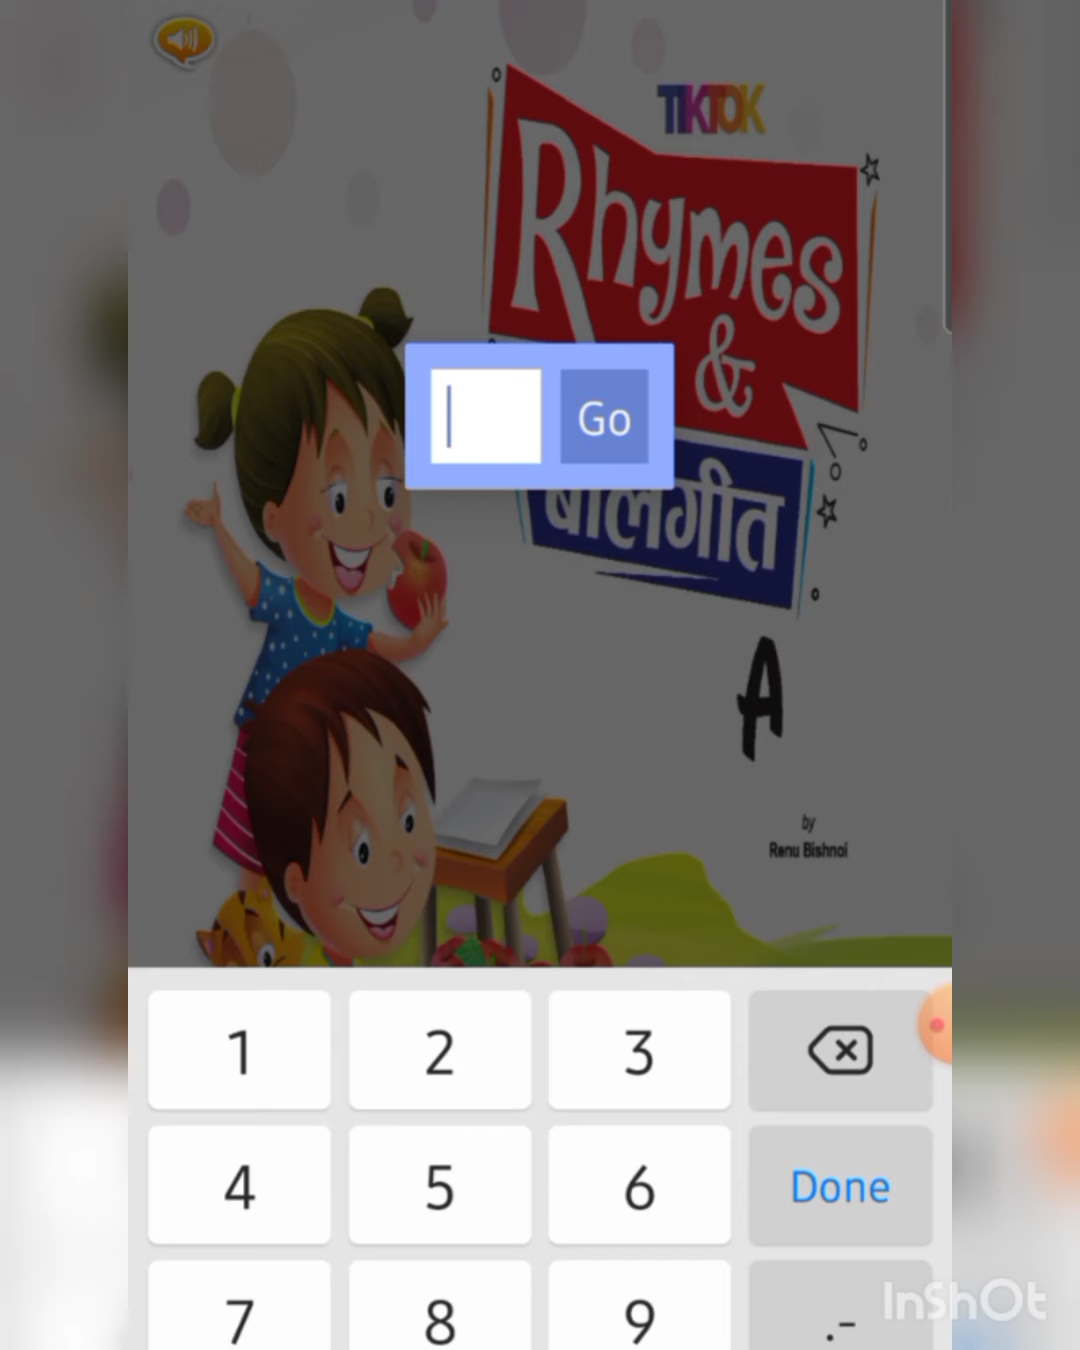 TIKTOK
Rhymes
&
बालगीत
Go
A
by
Renu Bishnoi
1 2 3
4 5 6 Done
7 8 9 .-
InShOt